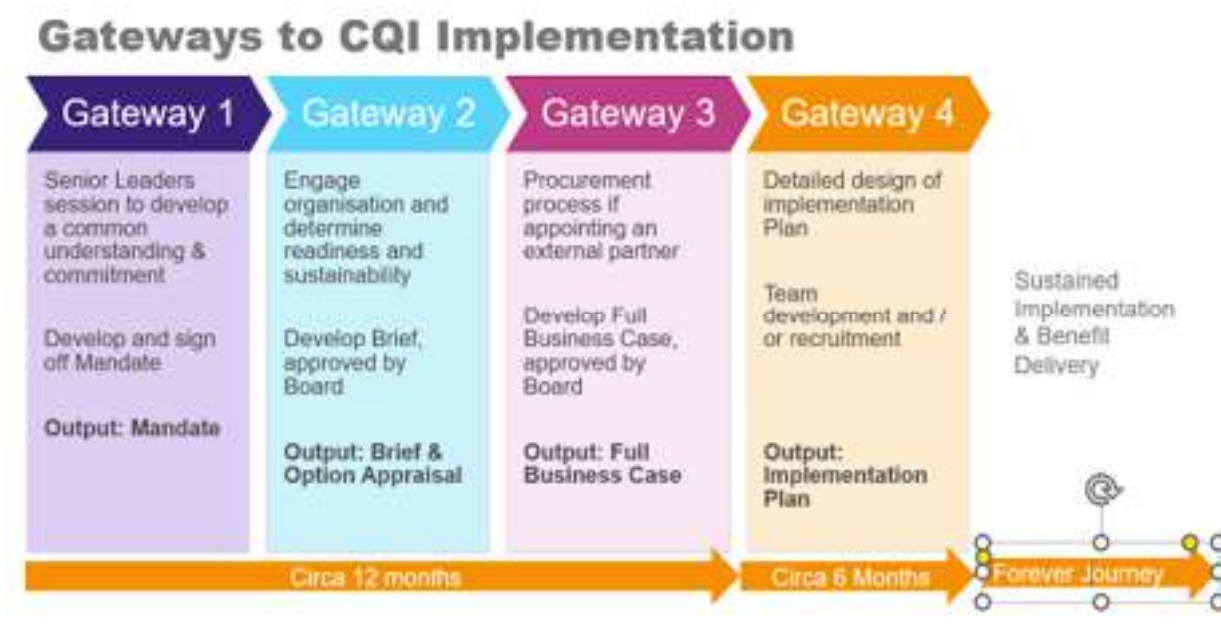 Gateways to CQI Implementation
Gateway 1
Senior Leaders
session to develop
a common
understanding &
commitment
Develop and sign
off Mandate
Output: Mandate
Gateway 2
Engage
organisation and
determine
readiness and
sustainability
Develop Brief,
approved by
Board
Output: Brief &
Option Appraisal
Gateway 3
Procurement
process if
appointing an
external partner
Develop Full
Business Case,
approved by
Board
Output: Full
Business Case
Gateway 4
Detailed design of
implementation
Plan
Team
development and /
or recruitment
Output:
Implementation
Plan
Sustained
Implementation
& Benefit
Delivery
Circa 12 months
Circa 6 Months
Forever Journey